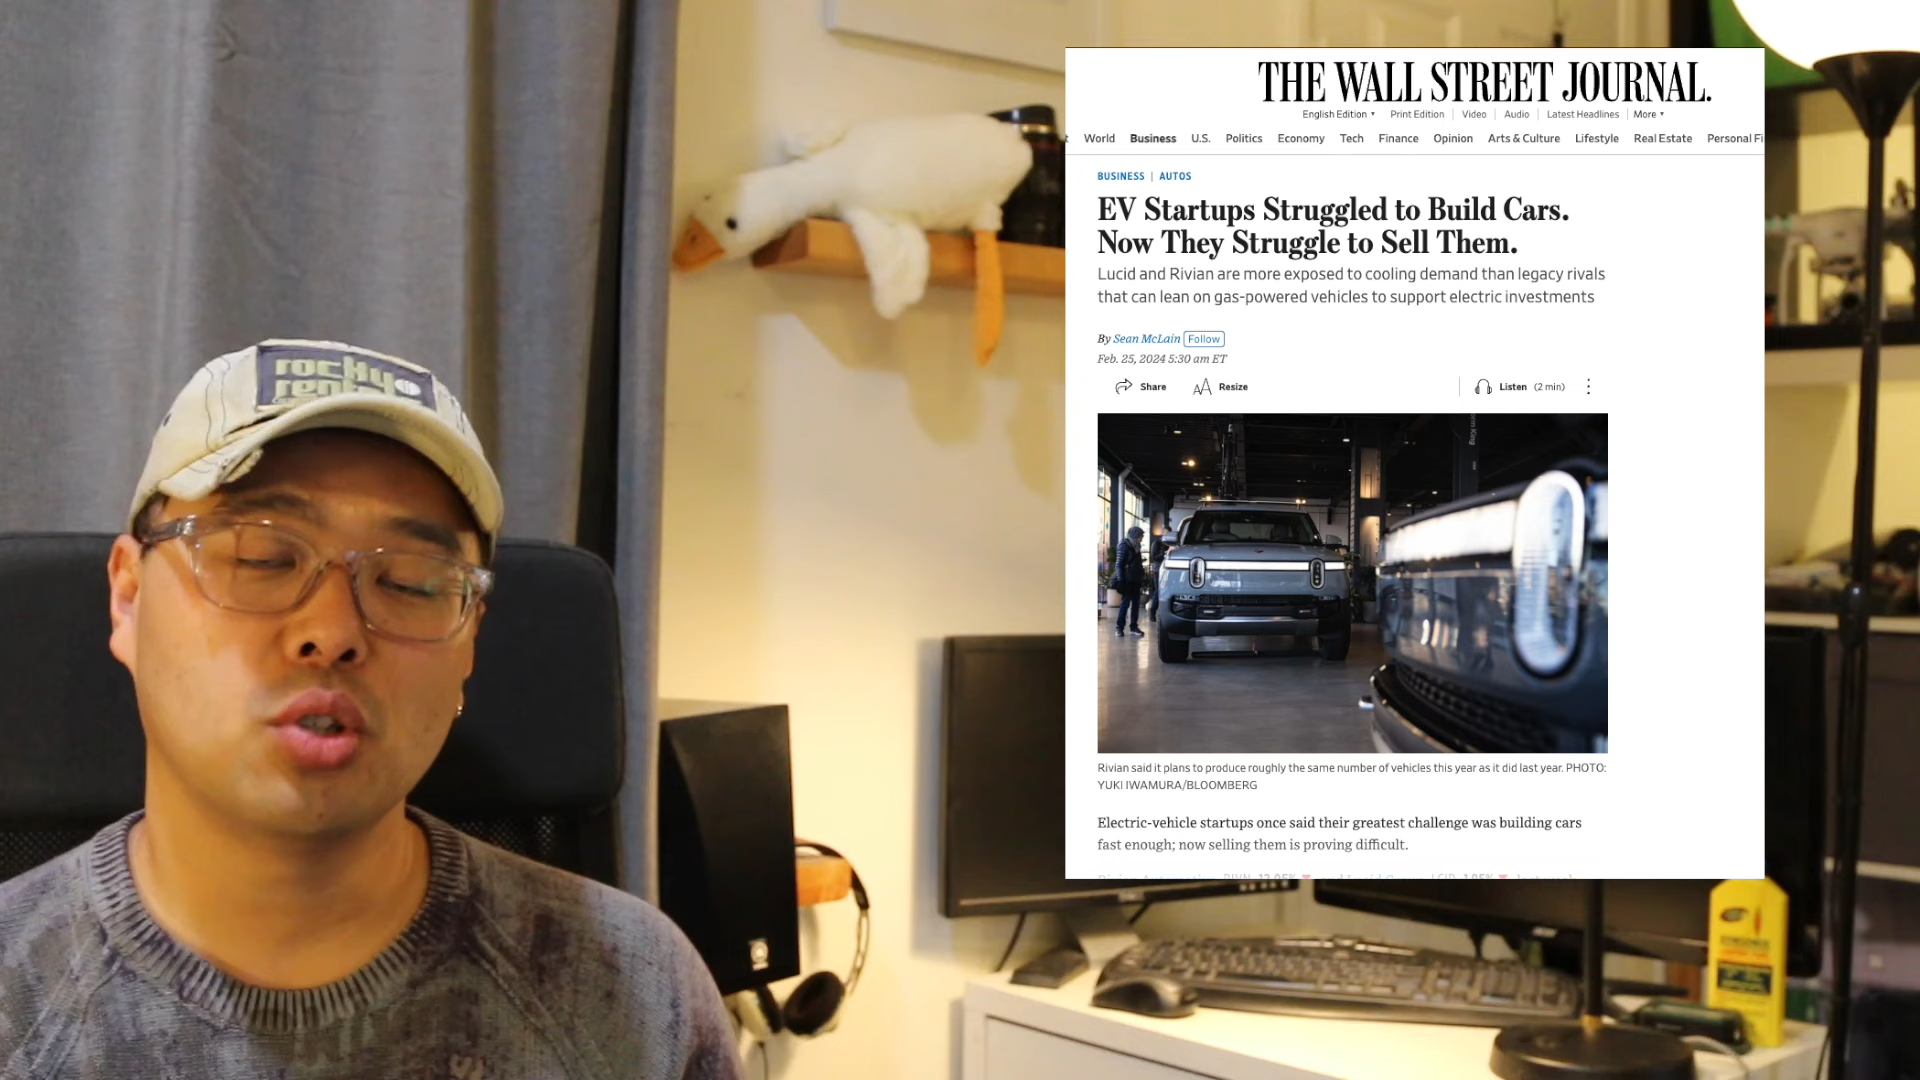 rocky
rent
THE WALL STREET JOURNAL.
English Edition
Print Edition
Video
Audio
Latest Headlines
More
World
Business
U.S.
Politics
Economy
Tech
Finance
Opinion
Arts & Culture
Lifestyle
Real Estate
Personal Fi
BUSINESS | AUTOS
EV Startups Struggled to Build Cars.
Now They Struggle to Sell Them.
Lucid and Rivian are more exposed to cooling demand than legacy rivals
that can lean on gas-powered vehicles to support electric investments
By Sean McLain Follow
Feb. 25, 2024 5:30 am ET
Share
Resize
Listen (2 min)
Rivian said it plans to produce roughly the same number of vehicles this year as it did last year. PHOTO:
YUKI IWAMURA/BLOOMBERG
Electric-vehicle startups once said their greatest challenge was building cars
fast enough; now selling them is proving difficult.